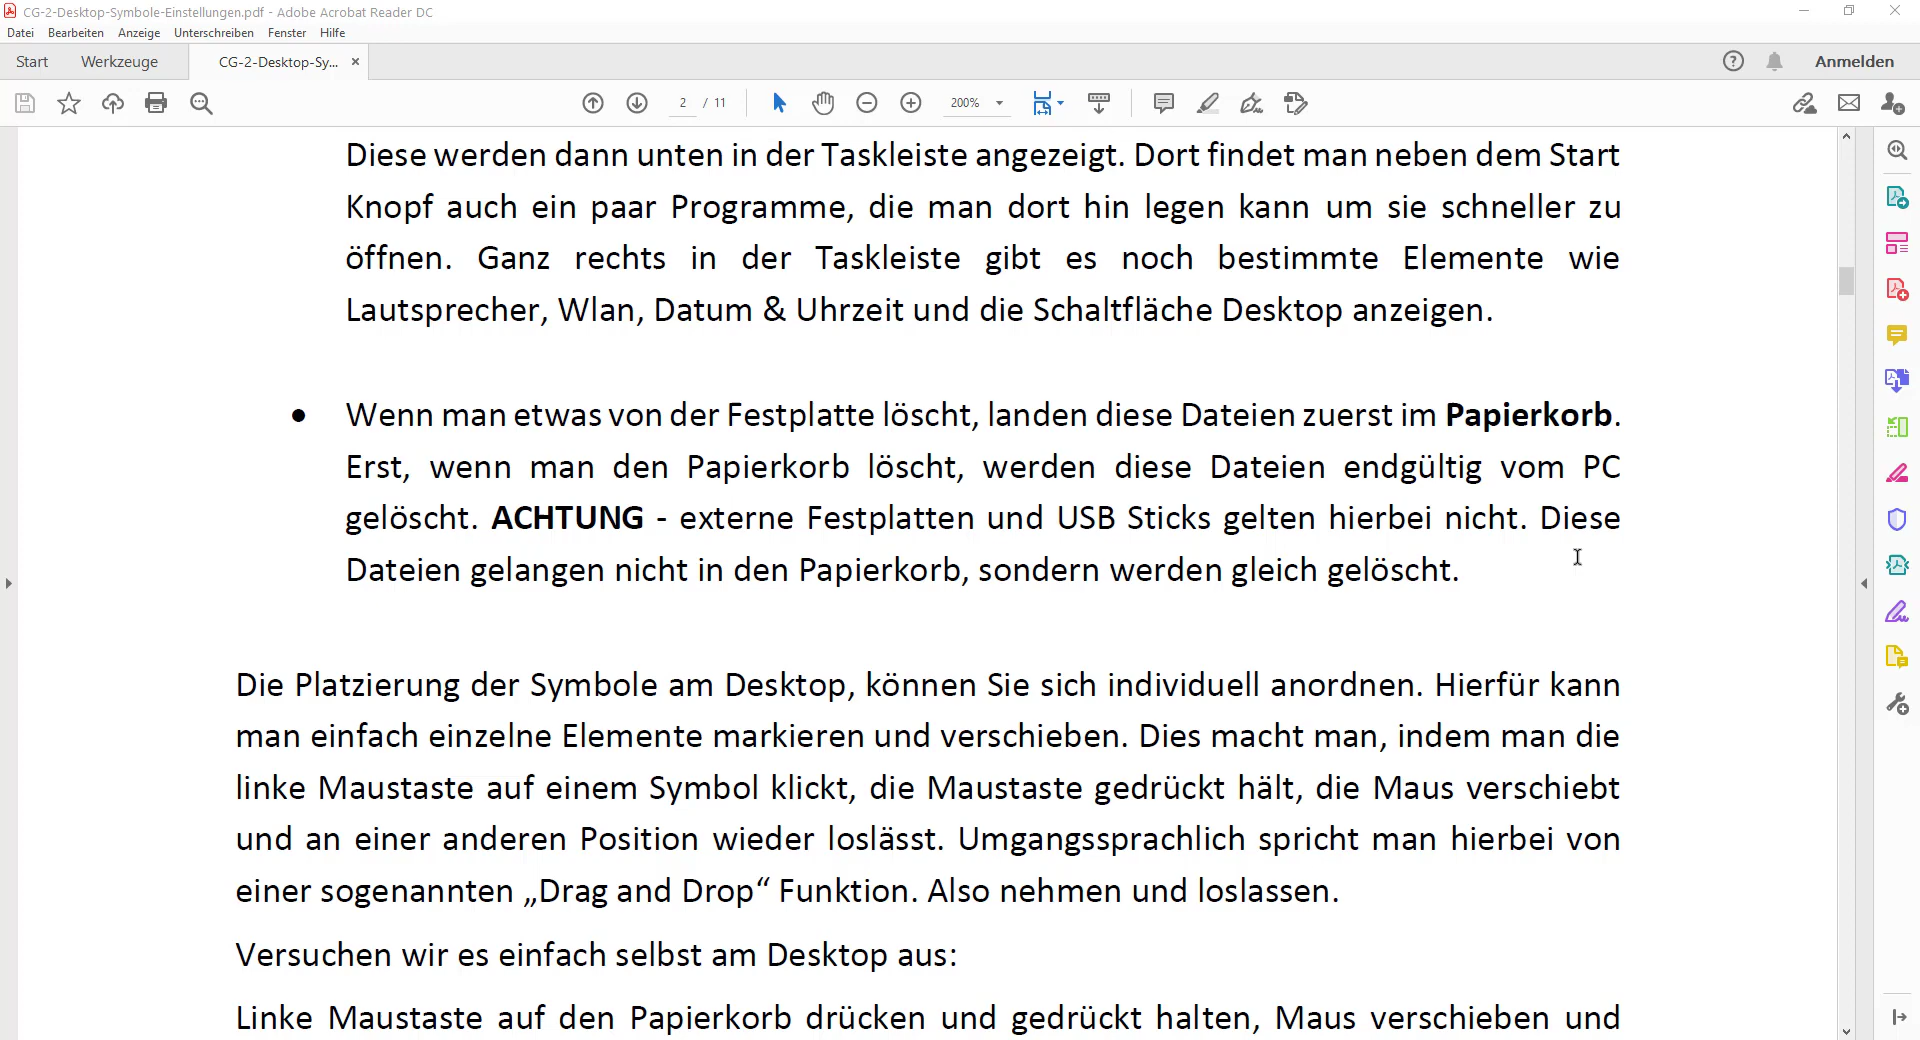 CG-2-Desktop-Symbole-Einstellungen.pdf - Adobe Acrobat Reader DC
Datei Bearbeiten Anzeige Unterschreiben Fenster Hilfe
Start Werkzeuge CG-2-Desktop-Sy... × Anmelden
2 / 11 200%
Diese werden dann unten in der Taskleiste angezeigt. Dort findet man neben dem Start
Knopf auch ein paar Programme, die man dort hin legen kann um sie schneller zu
öffnen. Ganz rechts in der Taskleiste gibt es noch bestimmte Elemente wie
Lautsprecher, Wlan, Datum & Uhrzeit und die Schaltfläche Desktop anzeigen.
• Wenn man etwas von der Festplatte löscht, landen diese Dateien zuerst im Papierkorb.
Erst, wenn man den Papierkorb löscht, werden diese Dateien endgültig vom PC
gelöscht. ACHTUNG - externe Festplatten und USB Sticks gelten hierbei nicht. Diese
Dateien gelangen nicht in den Papierkorb, sondern werden gleich gelöscht.
Die Platzierung der Symbole am Desktop, können Sie sich individuell anordnen. Hierfür kann
man einfach einzelne Elemente markieren und verschieben. Dies macht man, indem man die
linke Maustaste auf einem Symbol klickt, die Maustaste gedrückt hält, die Maus verschiebt
und an einer anderen Position wieder loslässt. Umgangssprachlich spricht man hierbei von
einer sogenannten „Drag and Drop“ Funktion. Also nehmen und loslassen.
Versuchen wir es einfach selbst am Desktop aus:
Linke Maustaste auf den Papierkorb drücken und gedrückt halten, Maus verschieben und